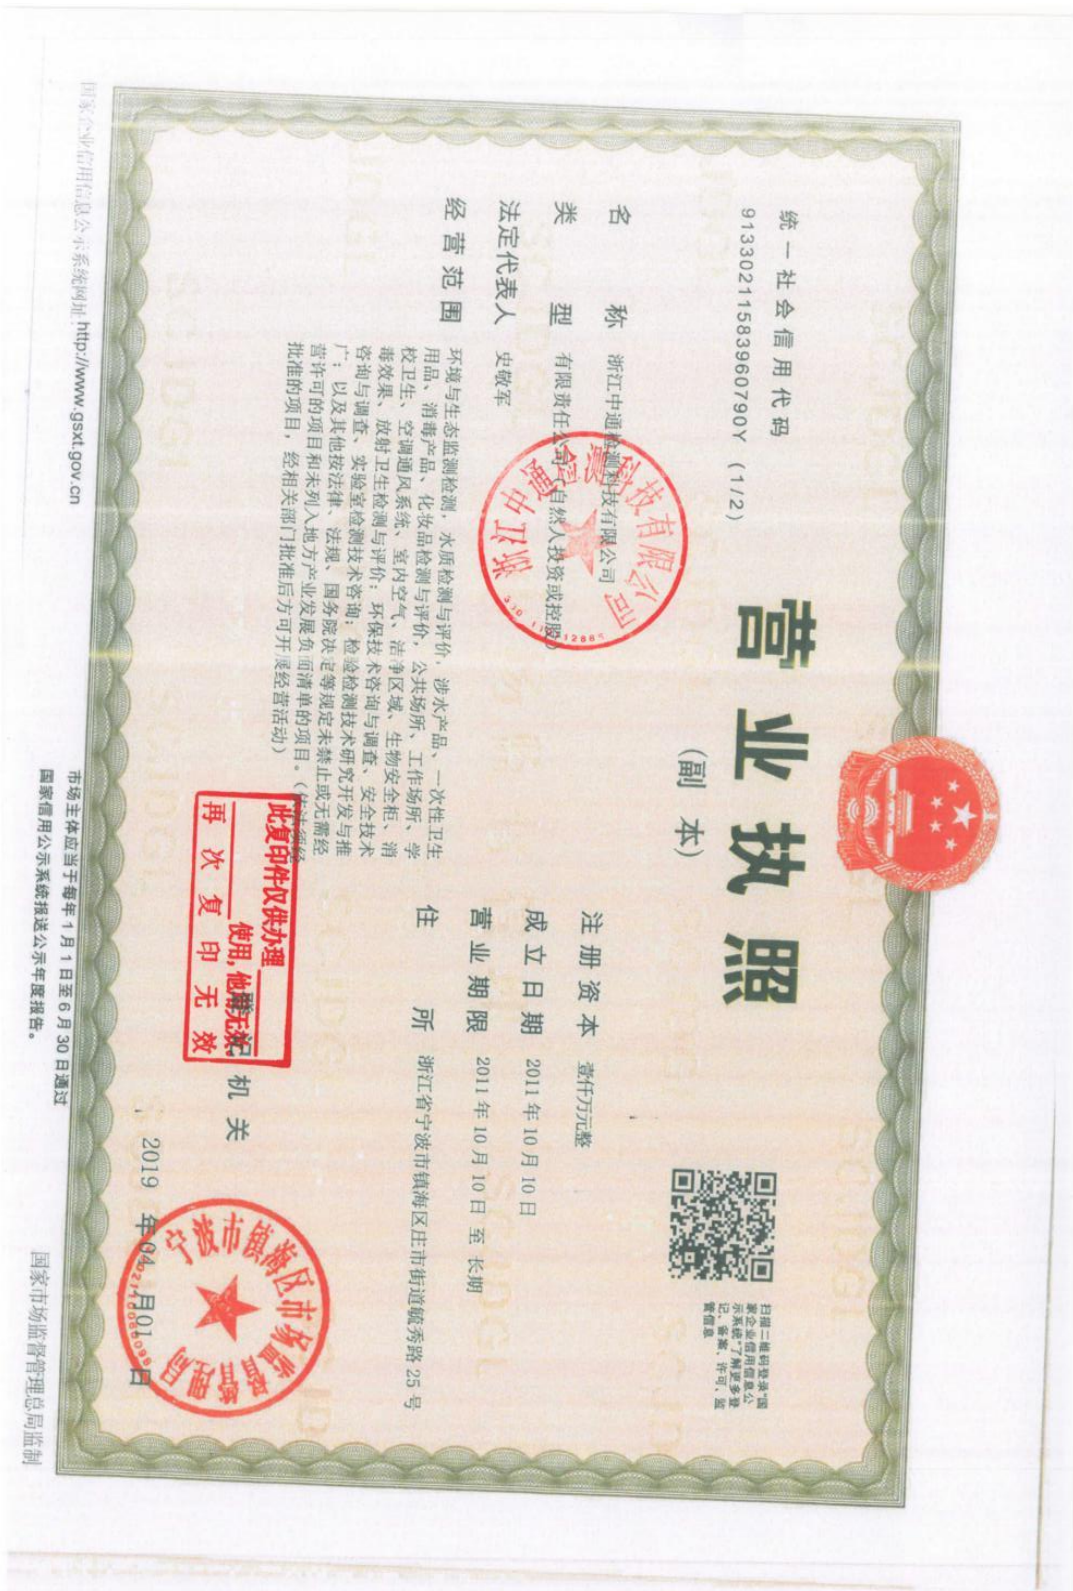 统一社会信用代码
91330211583960790Y (1/2)
营业执照
(副 本)
扫描二维码登录“国
家企业信用信息公
示系统”了解更多登
记、备案、许可、监
管信息
名 称 浙江中通检测科技有限公司
类 型 有限责任公司(自然人投资或控股)
法定代表人 史敬军
经营范围 环境与生态监测检测,水质检测与评价,涉水产品、一次性卫生
用品、消毒产品、化妆品检测与评价,公共场所、工作场所、学
校卫生、空调通风系统、室内空气、洁净区域、生物安全柜、消
毒效果、放射卫生检测与评价;环保技术咨询与调查、安全技术
咨询与调查、实验室检测技术咨询;检验检测技术研究开发与推
广;以及其他按法律、法规、国务院决定等规定未禁止或无需经
营许可的项目和未列入地方产业发展负面清单的项目。(依法须经
批准的项目,经相关部门批准后方可开展经营活动)
注册资本 壹仟万元整
成立日期 2011年10月10日
营业期限 2011年10月10日至长期
住 所 浙江省宁波市镇海区庄市街道毓秀路25号
浙江中通检测科技有限公司
此复印件仅供办理
使用,他用无效。
再次复印无效
登记机关
宁波市镇海区市场监督管理局
2019 年04 月01 日
国家企业信用信息公示系统网址:http://www.gsxt.gov.cn
市场主体应当于每年1月1日至6月30日通过
国家信用公示系统报送公示年度报告。
国家市场监督管理总局监制